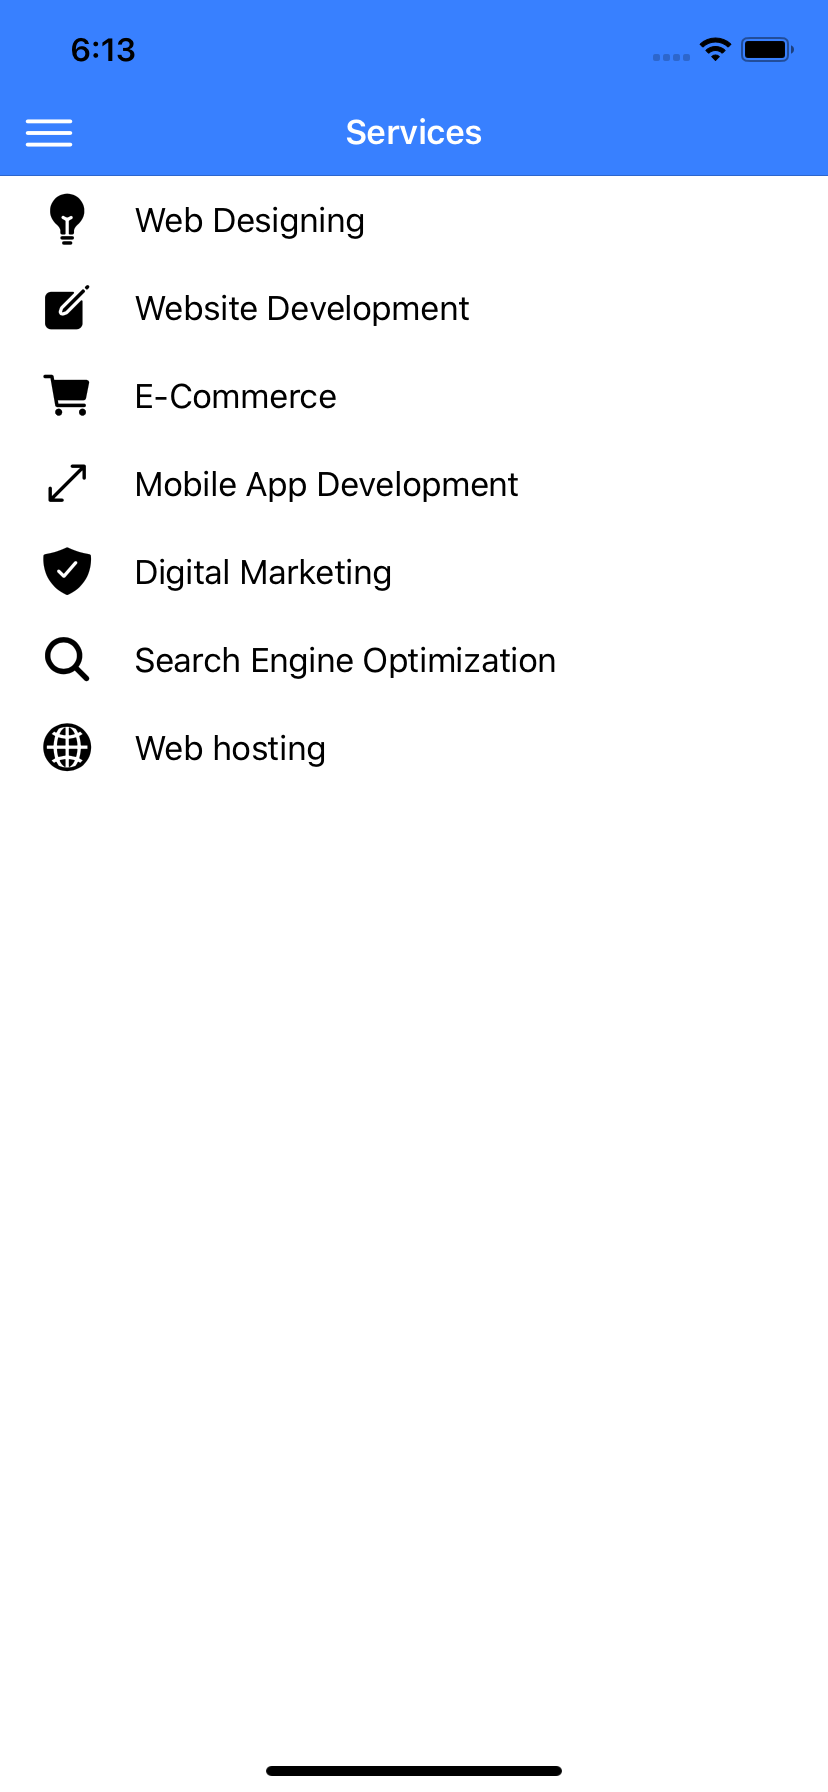 6:13
Services
Web Designing
Website Development
E-Commerce
Mobile App Development
Digital Marketing
Search Engine Optimization
Web hosting